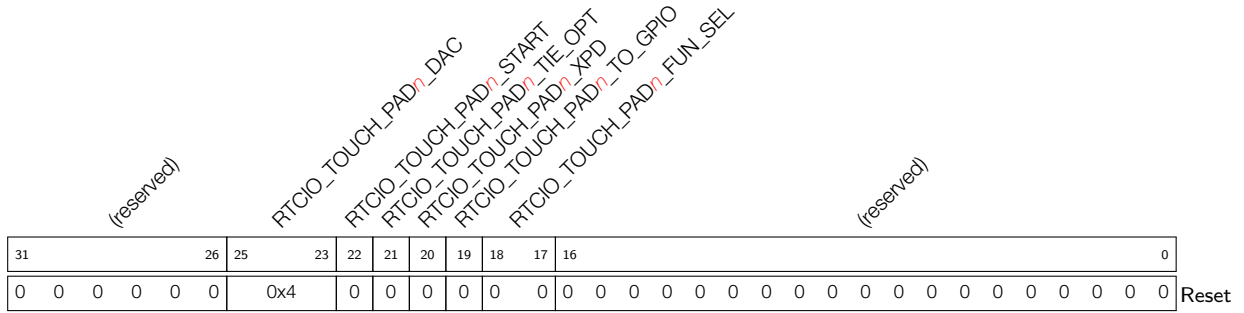 (reserved)
RTCIO_TOUCH_PADn_DAC
RTCIO_TOUCH_PADn_START
RTCIO_TOUCH_PADn_TIE_OPT
RTCIO_TOUCH_PADn_XPD
RTCIO_TOUCH_PADn_TO_GPIO
RTCIO_TOUCH_PADn_FUN_SEL
(reserved)
31 26 25 23 22 21 20 19 18 17 16 0
0 0 0 0 0 0 0x4 0 0 0 0 0 0 0 0 0 0 0 0 0 0 0 0 0 0 0 0 0 0 0 Reset